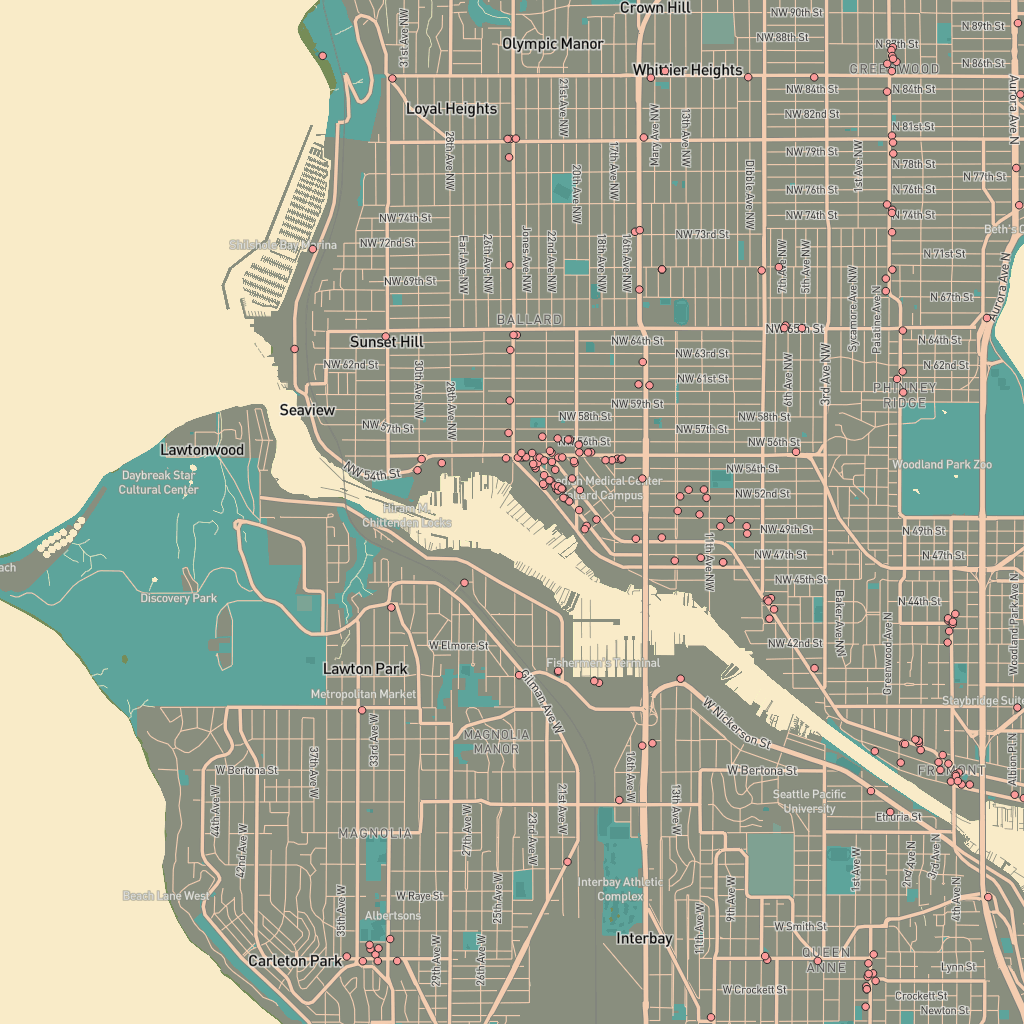 Crown Hill
NW 90th St
31st Ave NW
NW 88th St
N 89th St
Olympic Manor
N 87th St
N 86th St
Whittier Heights
GREENWOOD
NW 84th St
N 84th St
Aurora Ave N
21st Ave NW
Loyal Heights
NW 82th St
Mary Ave NW
13th Ave NW
N 81st St
28th Ave NW
17th Ave NW
NW 79th St
1st Ave NW
N 78th St
20th Ave NW
Dibble Ave NW
N 77th St
NW 76th St
N 76th St
NW 74th St
NW 74th St
N 74th St
Jones Ave NW
NW 73rd St
Shilshole Bay Marina
NW 72nd St
Earl Ave NW
26th Ave NW
22nd Ave NW
18th Ave NW
16th Ave NW
7th Ave NW
5th Ave NW
N 71st St
NW 69th St
Sycamore Ave NW
Palatine Ave N
N 67th St
Aurora Ave N
BALLARD
NW 65th St
Sunset Hill
NW 64th St
N 64th St
NW 63rd St
NW 62nd St
N 62nd St
30th Ave NW
28th Ave NW
NW 61st St
6th Ave NW
3rd Ave NW
PHINNEY
RIDGE
NW 59th St
Seaview
NW 58th St
NW 58th St
NW 57th St
NW 57th St
NW 56th St
NW 56th St
Lawtonwood
NW 54th St
NW 54th St
Woodland Park Zoo
Daybreak Star
Cultural Center
NW 52nd St
Hiram M.
Chittenden Locks
NW 49th St
N 49th St
11th Ave NW
NW 47th St
N 47th St
NW 45th St
Discovery Park
Baker Ave NW
N 44th St
Woodland Park Ave N
Greenwood Ave N
W Elmore St
NW 42nd St
Fishermen's Terminal
Lawton Park
Metropolitan Market
Gilman Ave W
W Nickerson St
33rd Ave W
MAGNOLIA
MANOR
W Bertona St
37th Ave W
16th Ave W
W Bertona St
FREMONT
Albion Pl N
Seattle Pacific
University
44th Ave W
42nd Ave W
27th Ave W
23rd Ave W
21st Ave W
13th Ave W
Etruria St
MAGNOLIA
1st Ave W
2nd Ave N
3rd Ave N
Beach Lane West
35th Ave W
W Raye St
25th Ave W
Interbay Athletic
Complex
9th Ave W
4th Ave N
Albertsons
11th Ave W
W Smith St
Interbay
Carleton Park
29th Ave W
26th Ave W
QUEEN
ANNE
Lynn St
W Crockett St
Crockett St
Newton St